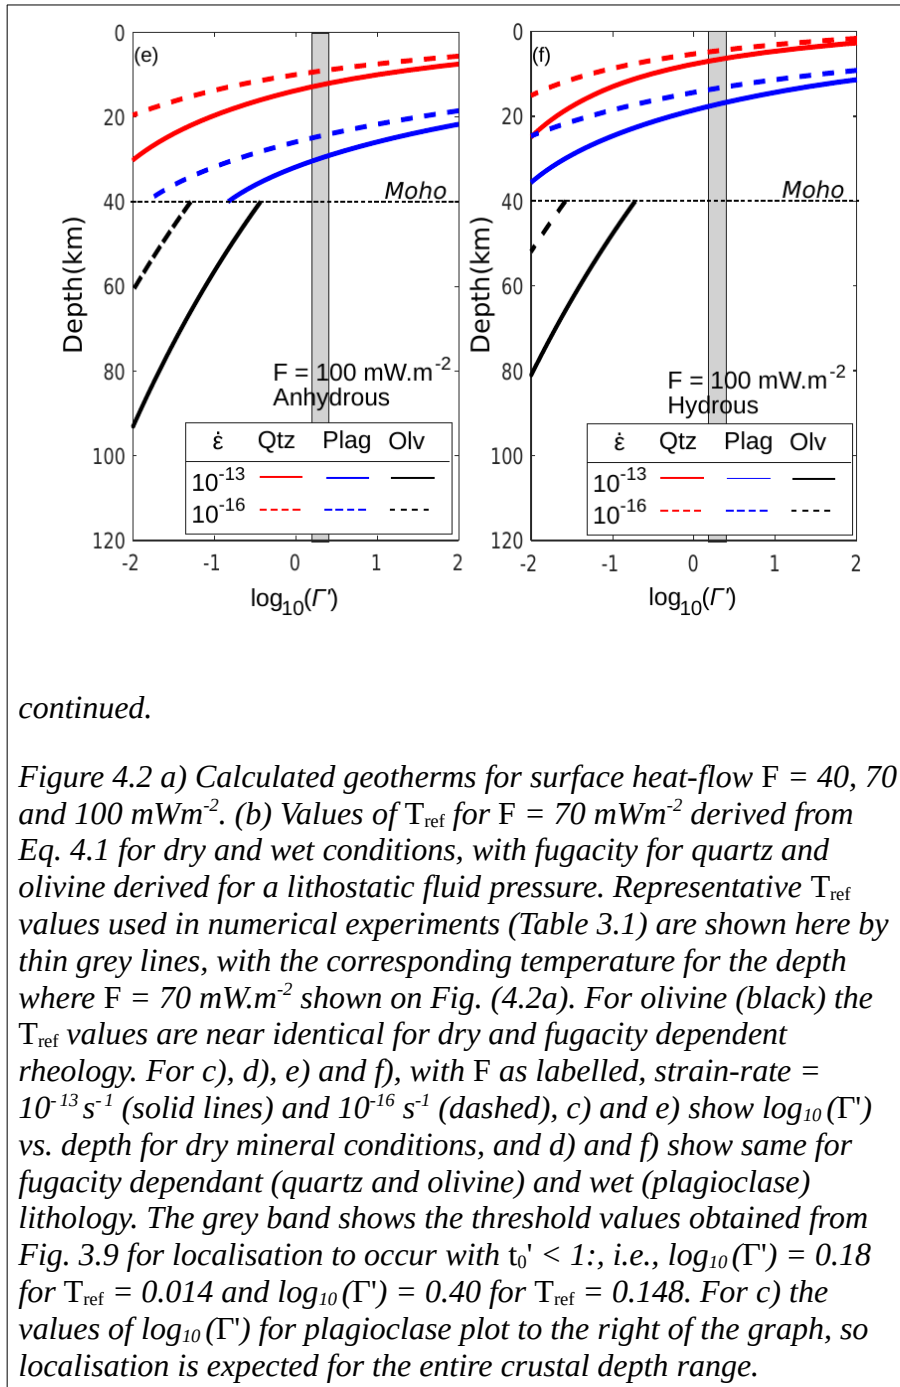 0
(e)
20
40
Moho
60
80
100
120
Depth(km)
F = 100 mW.m-2
Anhydrous
ε̇ Qtz Plag Olv
10-13
10-16
-2 -1 0 1 2
log10(Γ')
0
(f)
20
40
Moho
60
80
100
120
Depth(km)
F = 100 mW.m-2
Hydrous
ε̇ Qtz Plag Olv
10-13
10-16
-2 -1 0 1 2
log10(Γ')
continued.
Figure 4.2 a) Calculated geotherms for surface heat-flow F = 40, 70
and 100 mWm-2. (b) Values of Tref for F = 70 mWm-2 derived from
Eq. 4.1 for dry and wet conditions, with fugacity for quartz and
olivine derived for a lithostatic fluid pressure. Representative Tref
values used in numerical experiments (Table 3.1) are shown here by
thin grey lines, with the corresponding temperature for the depth
where F = 70 mW.m-2 shown on Fig. (4.2a). For olivine (black) the
Tref values are near identical for dry and fugacity dependent
rheology. For c), d), e) and f), with F as labelled, strain-rate =
10-13 s-1 (solid lines) and 10-16 s-1 (dashed), c) and e) show log10 (Γ')
vs. depth for dry mineral conditions, and d) and f) show same for
fugacity dependant (quartz and olivine) and wet (plagioclase)
lithology. The grey band shows the threshold values obtained from
Fig. 3.9 for localisation to occur with t0' < 1:, i.e., log10 (Γ') = 0.18
for Tref = 0.014 and log10 (Γ') = 0.40 for Tref = 0.148. For c) the
values of log10 (Γ') for plagioclase plot to the right of the graph, so
localisation is expected for the entire crustal depth range.